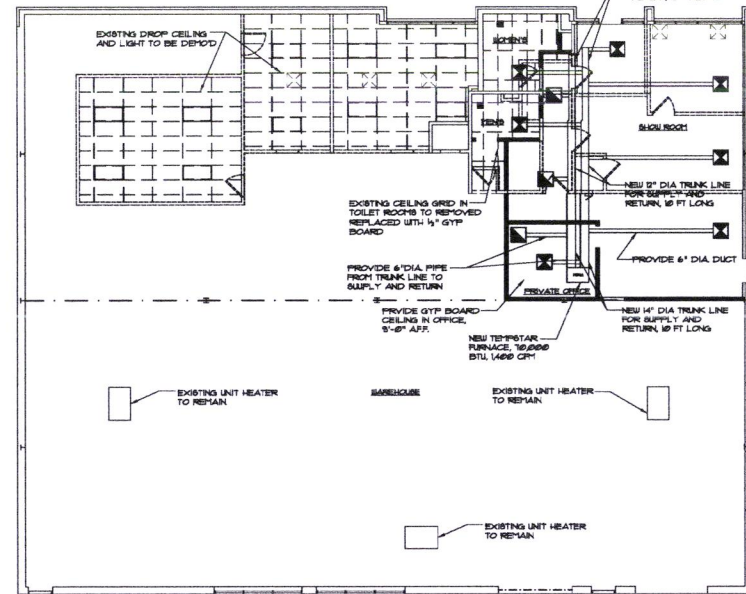 EXISTING DROP CEILING
AND LIGHT TO BE DEMO'D
WOMEN'S
MEN'S
SHOW ROOM
EXISTING CEILING GRID IN
TOILET ROOMS TO REMOVED
REPLACED WITH ½" GYP
BOARD
NEW 12" DIA TRUNK LINE
FOR SUPPLY AND
RETURN, 10 FT LONG
PROVIDE 6" DIA. PIPE
FROM TRUNK LINE TO
SUUPLY AND RETURN
PROVIDE 6" DIA. DUCT
PRIVATE OFFICE
PRVIDE GYP BOARD
CEILING IN OFFICE,
9'-0" A.F.F.
NEW TEMPSTAR
FURNACE, 70,000
BTU, 1,400 CFM
NEW 14" DIA TRUNK LINE
FOR SUPPLY AND
RETURN, 10 FT LONG
EXISTING UNIT HEATER
TO REMAIN
WAREHOUSE
EXISTING UNIT HEATER
TO REMAIN
EXISTING UNIT HEATER
TO REMAIN